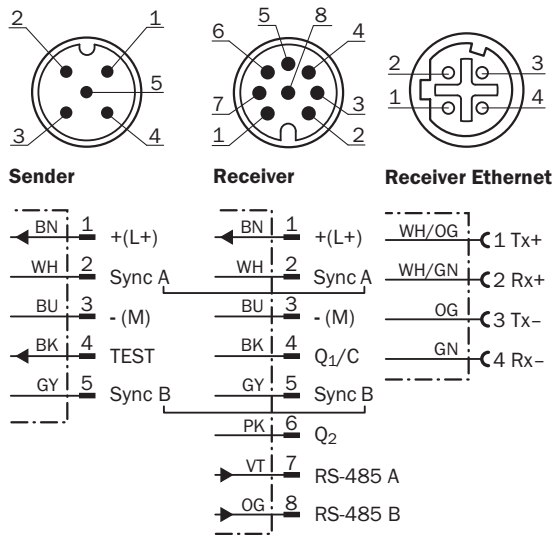 2 1
5
3 4
5 8
6 4
7 3
1 2
2 3
1 4
Sender
Receiver
Receiver Ethernet
BN 1 +(L+)
WH 2 Sync A
BU 3 - (M)
BK 4 TEST
GY 5 Sync B
BN 1 +(L+)
WH 2 Sync A
BU 3 - (M)
BK 4 Q1/C
GY 5 Sync B
PK 6 Q2
VT 7 RS-485 A
OG 8 RS-485 B
WH/OG 1 Tx+
WH/GN 2 Rx+
OG 3 Tx–
GN 4 Rx–